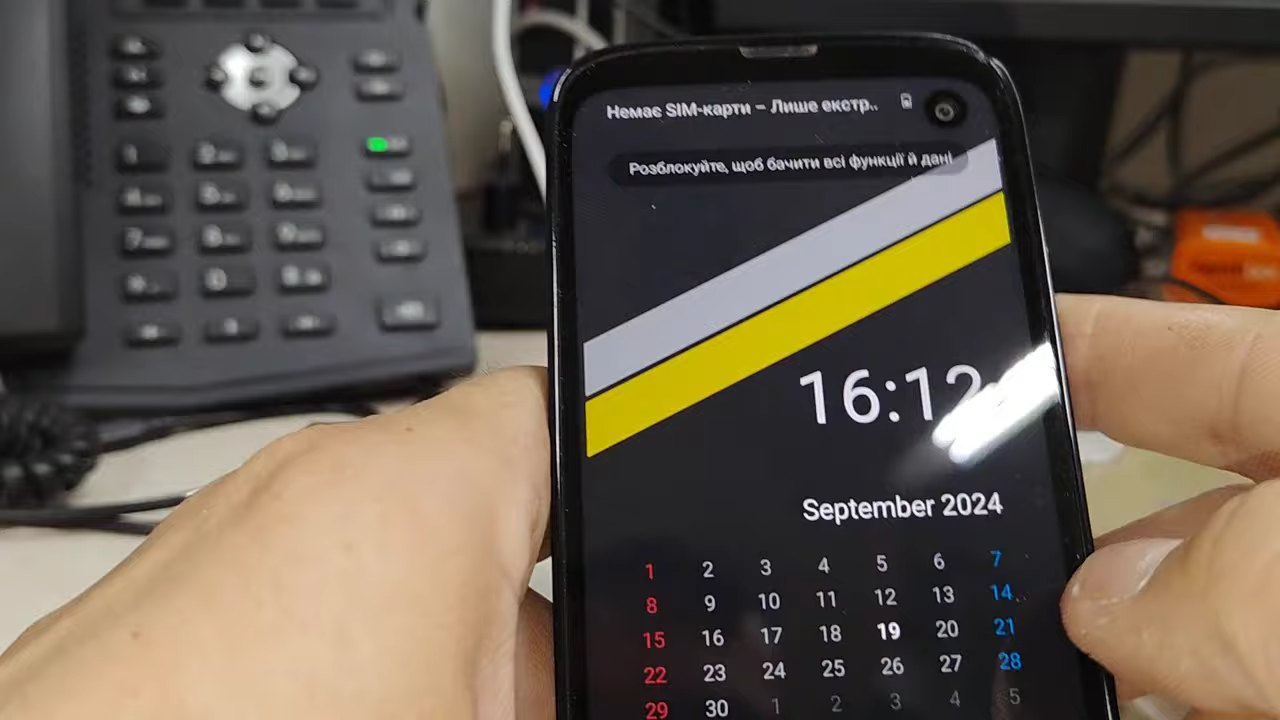 Немає SIM-карти – Лише екстр..
Розблокуйте, щоб бачити всі функції й дані
16:12
September 2024
1 2 3 4 5 6 7
8 9 10 11 12 13 14
15 16 17 18 19 20 21
22 23 24 25 26 27 28
29 30 1 2 3 4 5